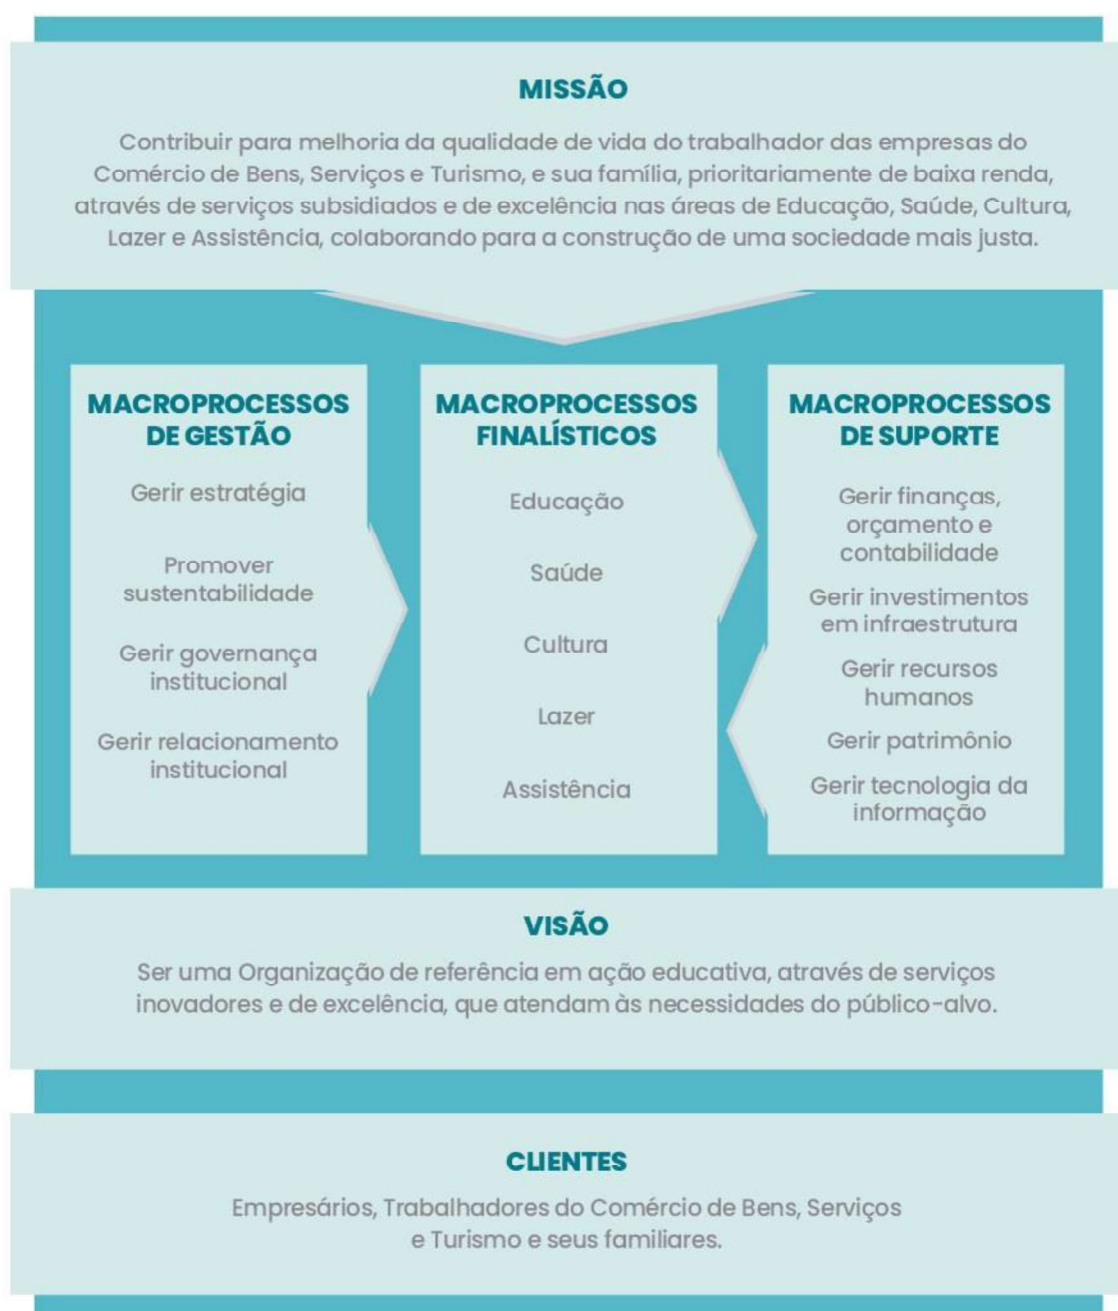 MISSÃO
Contribuir para melhoria da qualidade de vida do trabalhador das empresas do
Comércio de Bens, Serviços e Turismo, e sua família, prioritariamente de baixa renda,
através de serviços subsidiados e de excelência nas áreas de Educação, Saúde, Cultura,
Lazer e Assistência, colaborando para a construção de uma sociedade mais justa.
MACROPROCESSOS
DE GESTÃO
Gerir estratégia
Promover
sustentabilidade
Gerir governança
institucional
Gerir relacionamento
institucional
MACROPROCESSOS
FINALÍSTICOS
Educação
Saúde
Cultura
Lazer
Assistência
MACROPROCESSOS
DE SUPORTE
Gerir finanças,
orçamento e
contabilidade
Gerir investimentos
em infraestrutura
Gerir recursos
humanos
Gerir patrimônio
Gerir tecnologia da
informação
VISÃO
Ser uma Organização de referência em ação educativa, através de serviços
inovadores e de excelência, que atendam às necessidades do público-alvo.
CLIENTES
Empresários, Trabalhadores do Comércio de Bens, Serviços
e Turismo e seus familiares.